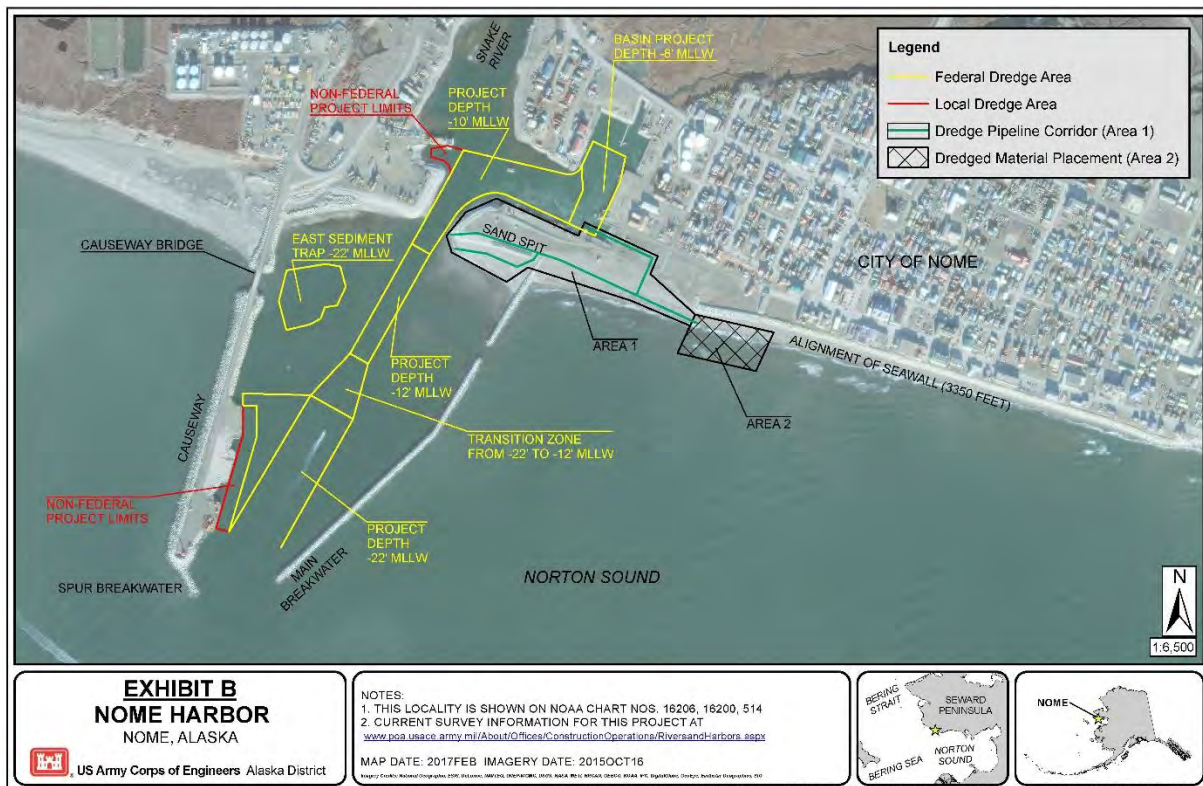 SNAKE
RIVER
BASIN PROJECT
DEPTH -8' MLLW
PROJECT
DEPTH
-10' MLLW
NON-FEDERAL
PROJECT LIMITS
Legend
Federal Dredge Area
Local Dredge Area
Dredge Pipeline Corridor (Area 1)
Dredged Material Placement (Area 2)
CAUSEWAY BRIDGE
EAST SEDIMENT
TRAP -22' MLLW
SAND SPIT
CITY OF NOME
PROJECT
DEPTH
-12' MLLW
AREA 1
ALIGNMENT OF SEAWALL (3350 FEET)
AREA 2
CAUSEWAY
TRANSITION ZONE
FROM -22' TO -12' MLLW
NON-FEDERAL
PROJECT LIMITS
PROJECT
DEPTH
-22' MLLW
SPUR BREAKWATER
MAIN
BREAKWATER
NORTON SOUND
N
1:6,500
EXHIBIT B
NOME HARBOR
NOME, ALASKA
US Army Corps of Engineers Alaska District
NOTES:
1. THIS LOCALITY IS SHOWN ON NOAA CHART NOS. 16206, 16200, 514
2. CURRENT SURVEY INFORMATION FOR THIS PROJECT AT
www.poa.usace.army.mil/About/Offices/ConstructionOperations/RiversandHarbors.aspx
MAP DATE: 2017FEB IMAGERY DATE: 2015OCT16
BERING
STRAIT
SEWARD
PENINSULA
NORTON
SOUND
BERING SEA
NOME